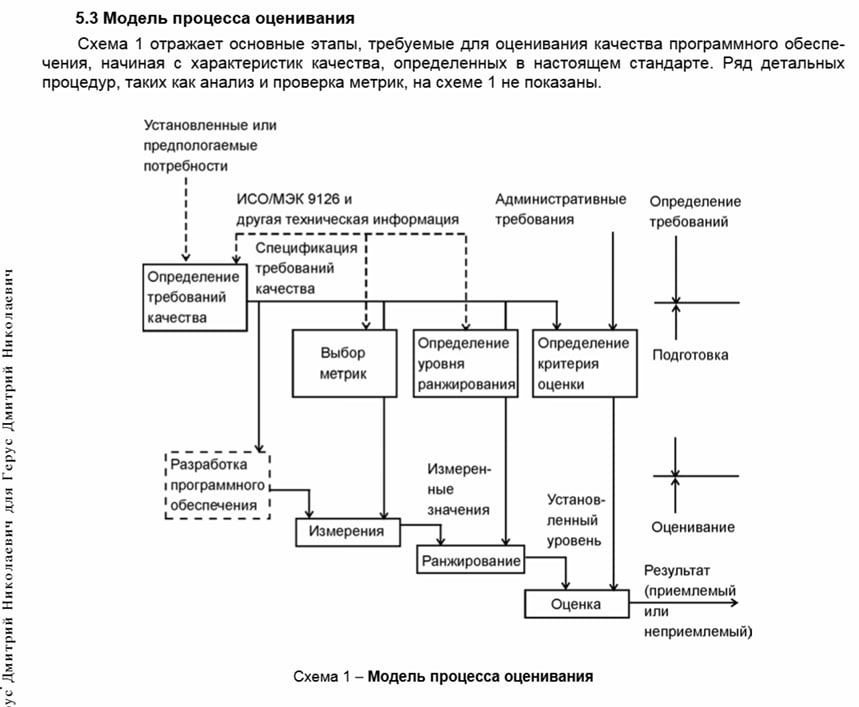 5.3 Модель процесса оценивания
Схема 1 отражает основные этапы, требуемые для оценивания качества программного обеспе-
чения, начиная с характеристик качества, определенных в настоящем стандарте. Ряд детальных
процедур, таких как анализ и проверка метрик, на схеме 1 не показаны.
Установленные или
предпологаемые
потребности
ИСО/МЭК 9126 и
другая техническая информация
Административные
требования
Определение
требований
Спецификация
требований
качества
Определение
требований
качества
Выбор
метрик
Определение
уровня
ранжирования
Определение
критерия
оценки
Подготовка
Разработка
программного
обеспечения
Измерен-
ные
значения
Измерения
Установ-
ленный
уровень
Оценивание
Ранжирование
Оценка
Результат
(приемлемый
или
неприемлемый)
Схема 1 – Модель процесса оценивания
рус Дмитрий Николаевич для Герус Дмитрий Николаевич